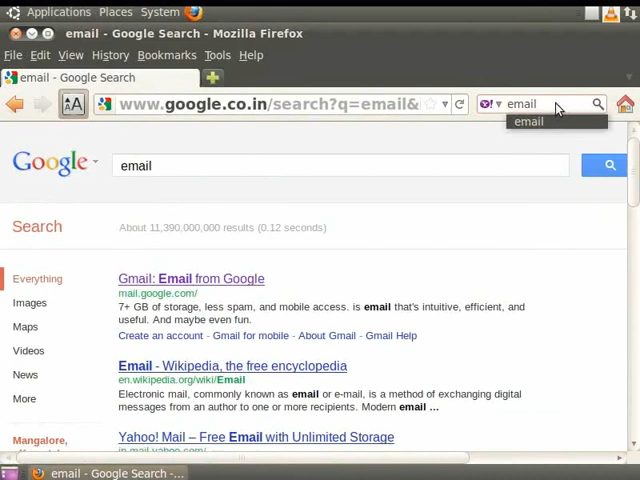 Applications Places System
email - Google Search - Mozilla Firefox
File Edit View History Bookmarks Tools Help
email - Google Search
AA www.google.co.in/search?q=email& Y! email
email
Google email
Search About 11,390,000,000 results (0.12 seconds)
Everything
Images
Maps
Videos
News
More
Mangalore,
Gmail: Email from Google
mail.google.com/
7+ GB of storage, less spam, and mobile access. is email that's intuitive, efficient, and
useful. And maybe even fun.
Create an account - Gmail for mobile - About Gmail - Gmail Help
Email - Wikipedia, the free encyclopedia
en.wikipedia.org/wiki/Email
Electronic mail, commonly known as email or e-mail, is a method of exchanging digital
messages from an author to one or more recipients. Modern email ...
Yahoo! Mail – Free Email with Unlimited Storage
in.mail.yahoo.com/
email - Google Search -...